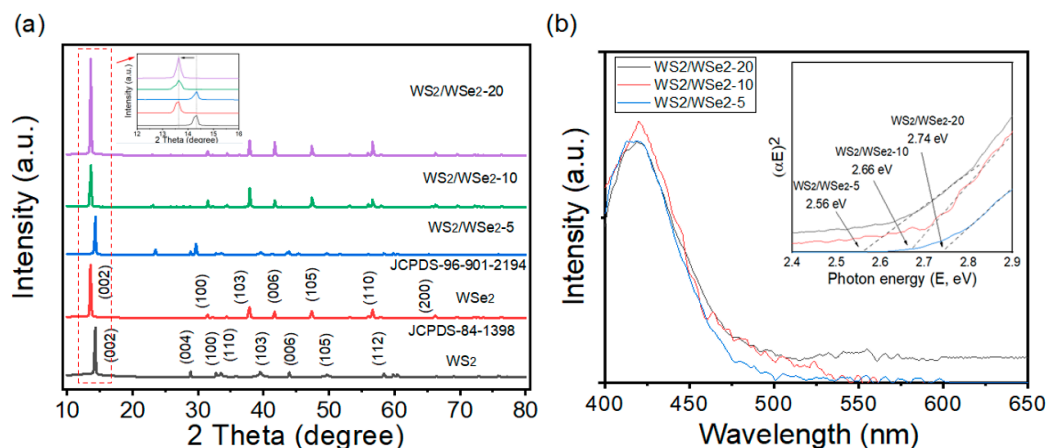 (a)
Intensity (a.u.)
Intensity (a.u.)
12 13 14 15 16
2 Theta (degree)
WS2/WSe2-20
WS2/WSe2-10
WS2/WSe2-5
JCPDS-96-901-2194
(002)
(100)
(103)
(006)
(105)
(110)
(200)
WSe2
JCPDS-84-1398
(002)
(004)
(100)
(110)
(103)
(006)
(105)
(112)
WS2
10 20 30 40 50 60 70 80
2 Theta (degree)
(b)
Intensity (a.u.)
WS2/WSe2-20
WS2/WSe2-10
WS2/WSe2-5
(αE)2
WS2/WSe2-20
2.74 eV
WS2/WSe2-10
2.66 eV
WS2/WSe2-5
2.56 eV
2.4 2.5 2.6 2.7 2.8 2.9
Photon energy (E, eV)
400 450 500 550 600 650
Wavelength (nm)